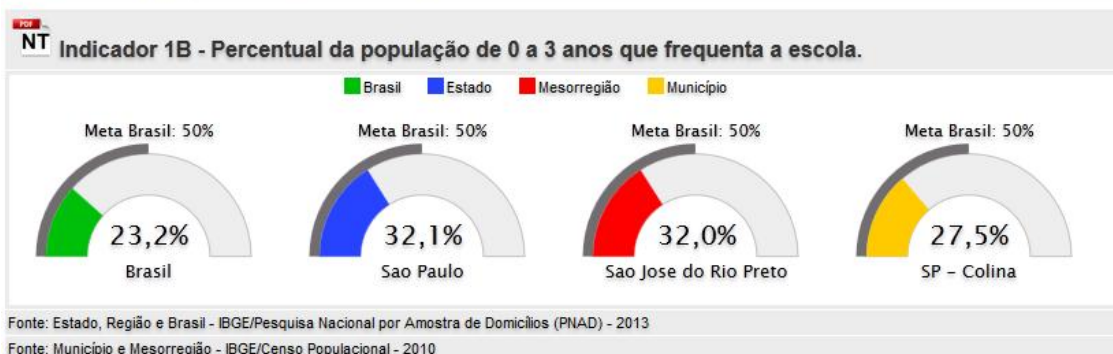 PDF
NT Indicador 1B - Percentual da população de 0 a 3 anos que frequenta a escola.
Brasil Estado Mesorregião Município
Meta Brasil: 50% Meta Brasil: 50% Meta Brasil: 50% Meta Brasil: 50%
23,2% 32,1% 32,0% 27,5%
Brasil Sao Paulo Sao Jose do Rio Preto SP – Colina
Fonte: Estado, Região e Brasil - IBGE/Pesquisa Nacional por Amostra de Domicílios (PNAD) - 2013
Fonte: Município e Mesorregião - IBGE/Censo Populacional - 2010